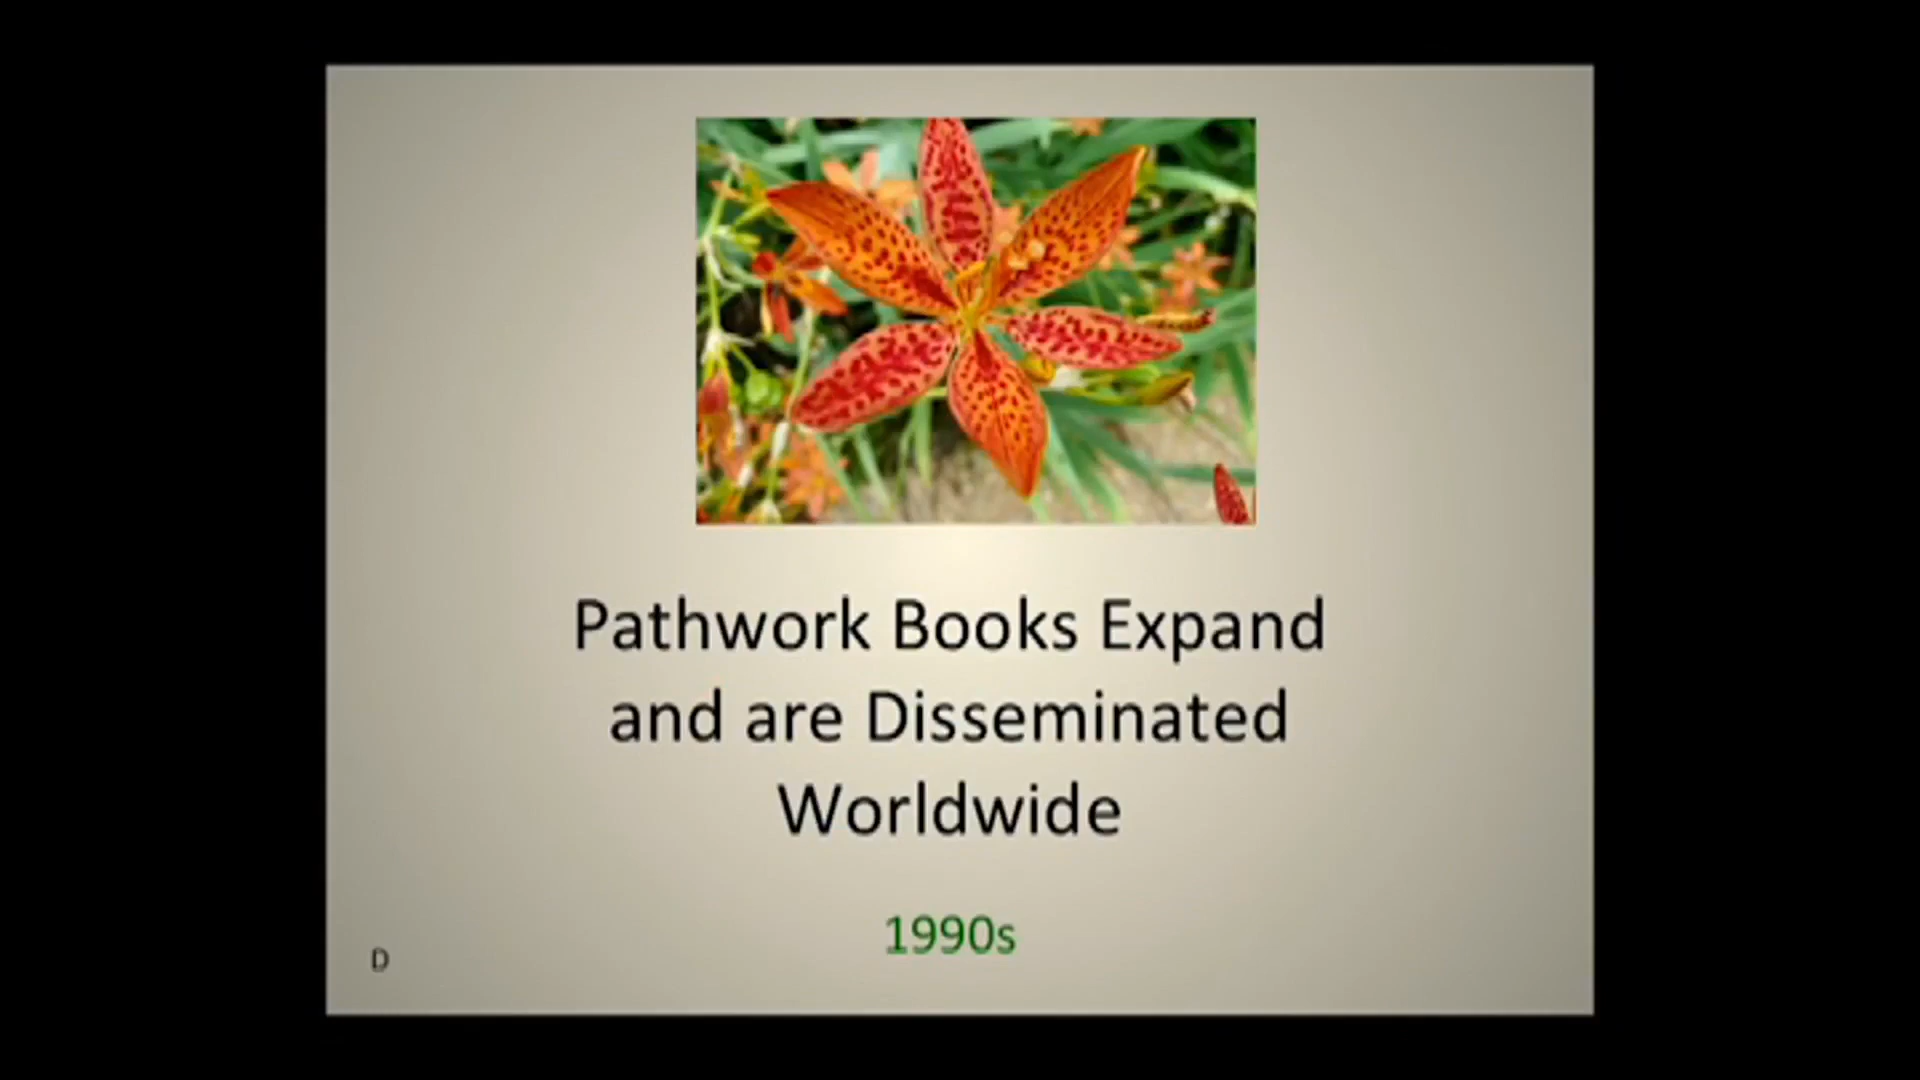 Pathwork Books Expand
and are Disseminated
Worldwide
1990s
D